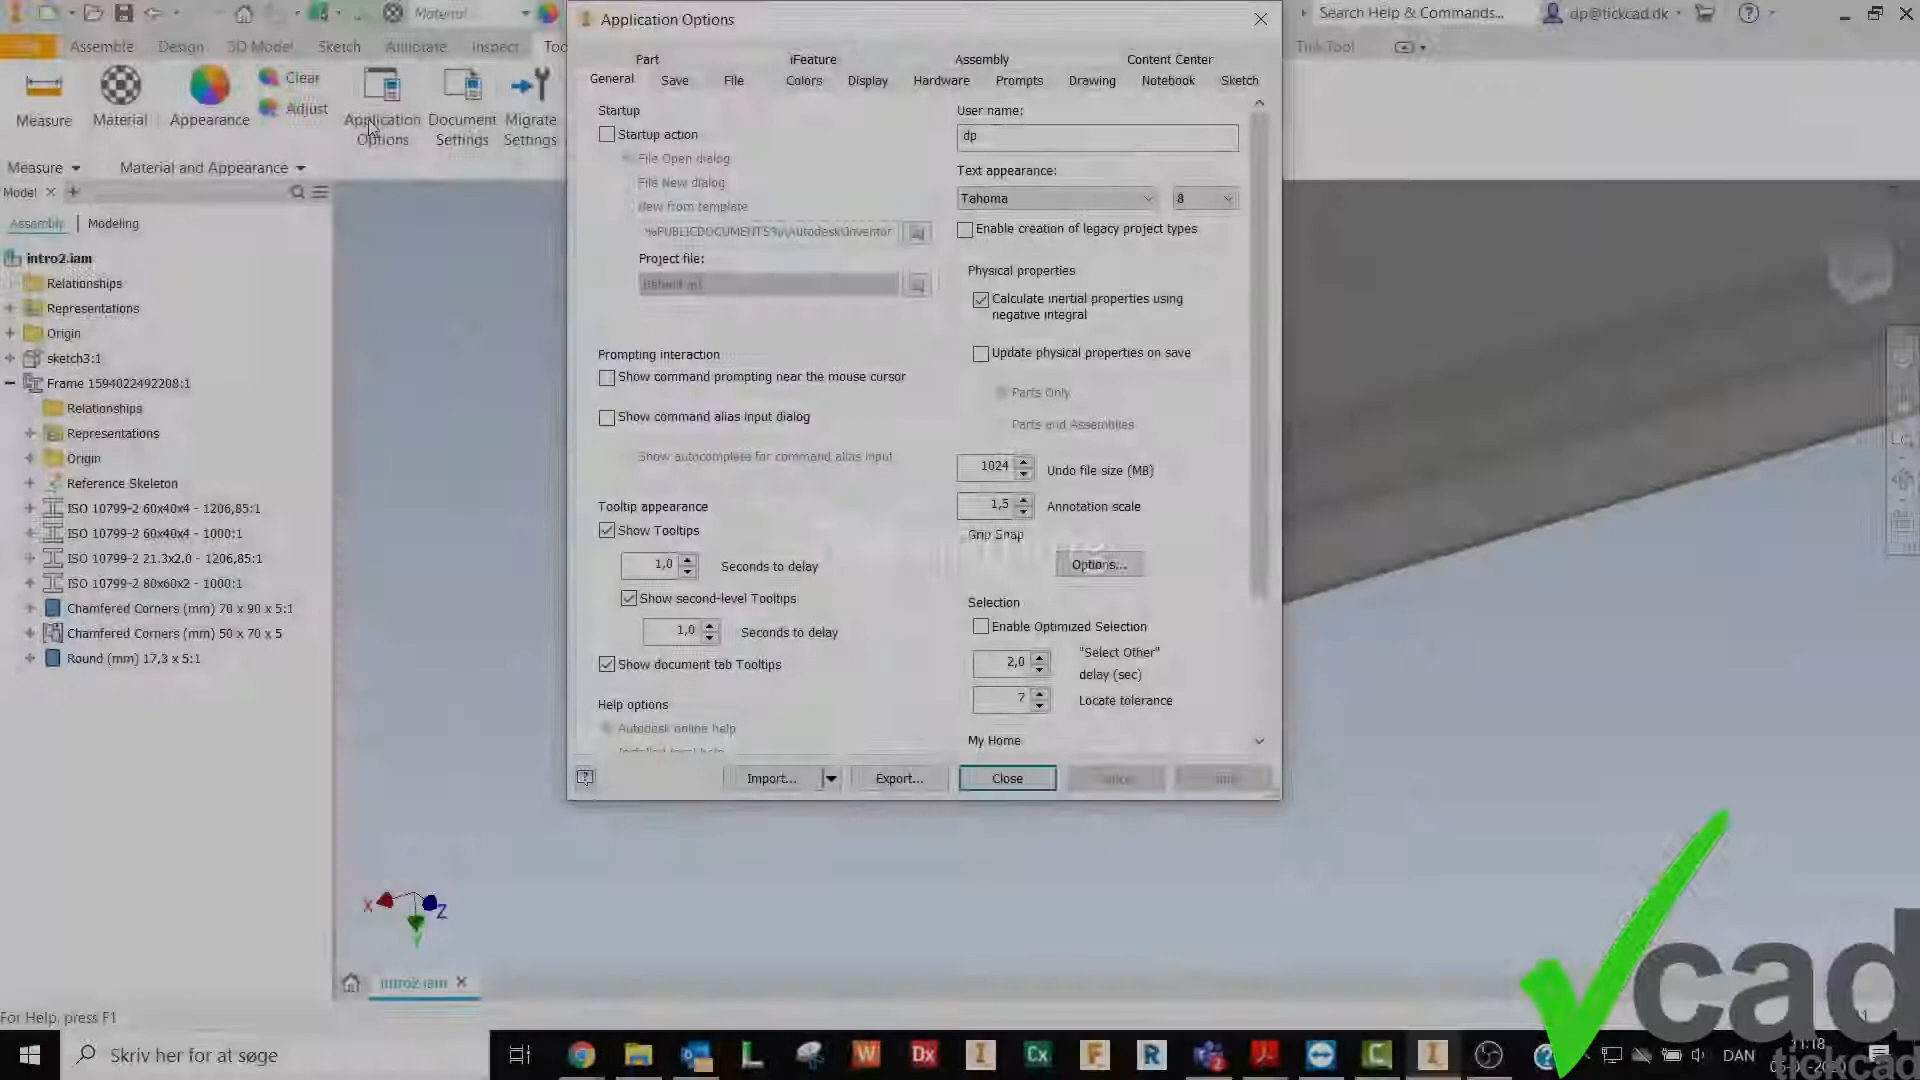 Material
Search Help & Commands...
dp@tickcad.dk
Assemble
Design
3D Model
Sketch
Annotate
Inspect
Measure
Material
Appearance
Clear
Adjust
Application
Options
Document
Settings
Migrate
Settings
Measure
Material and Appearance
Model
Assembly
Modeling
intro2.iam
Relationships
Representations
Origin
sketch3:1
Frame 1594022492208:1
Relationships
Representations
Origin
Reference Skeleton
ISO 10799-2 60x40x4 - 1206,85:1
ISO 10799-2 60x40x4 - 1000:1
ISO 10799-2 21.3x2.0 - 1206,85:1
ISO 10799-2 80x60x2 - 1000:1
Chamfered Corners (mm) 70 x 90 x 5:1
Chamfered Corners (mm) 50 x 70 x 5
Round (mm) 17,3 x 5:1
Application Options
Part
iFeature
Assembly
Content Center
General
Save
File
Colors
Display
Hardware
Prompts
Drawing
Notebook
Sketch
Startup
Startup action
File Open dialog
File New dialog
New from template
Project file:
Prompting interaction
Show command prompting near the mouse cursor
Show command alias input dialog
Show autocomplete for command alias input
Tooltip appearance
Show Tooltips
1,0
Seconds to delay
Show second-level Tooltips
1,0
Seconds to delay
Show document tab Tooltips
Help options
Autodesk online help
User name:
dp
Text appearance:
Tahoma
8
Enable creation of legacy project types
Physical properties
Calculate inertial properties using
negative integral
Update physical properties on save
Parts Only
Parts and Assemblies
1024
Undo file size (MB)
1,5
Annotation scale
Grip Snap
Options...
Selection
Enable Optimized Selection
2,0
"Select Other"
delay (sec)
7
Locate tolerance
My Home
Import...
Export...
Close
Tick Tool
X
Z
Y
intro2.iam
For Help, press F1
Skriv her for at søge
DAN
11:18
cad
tickcad